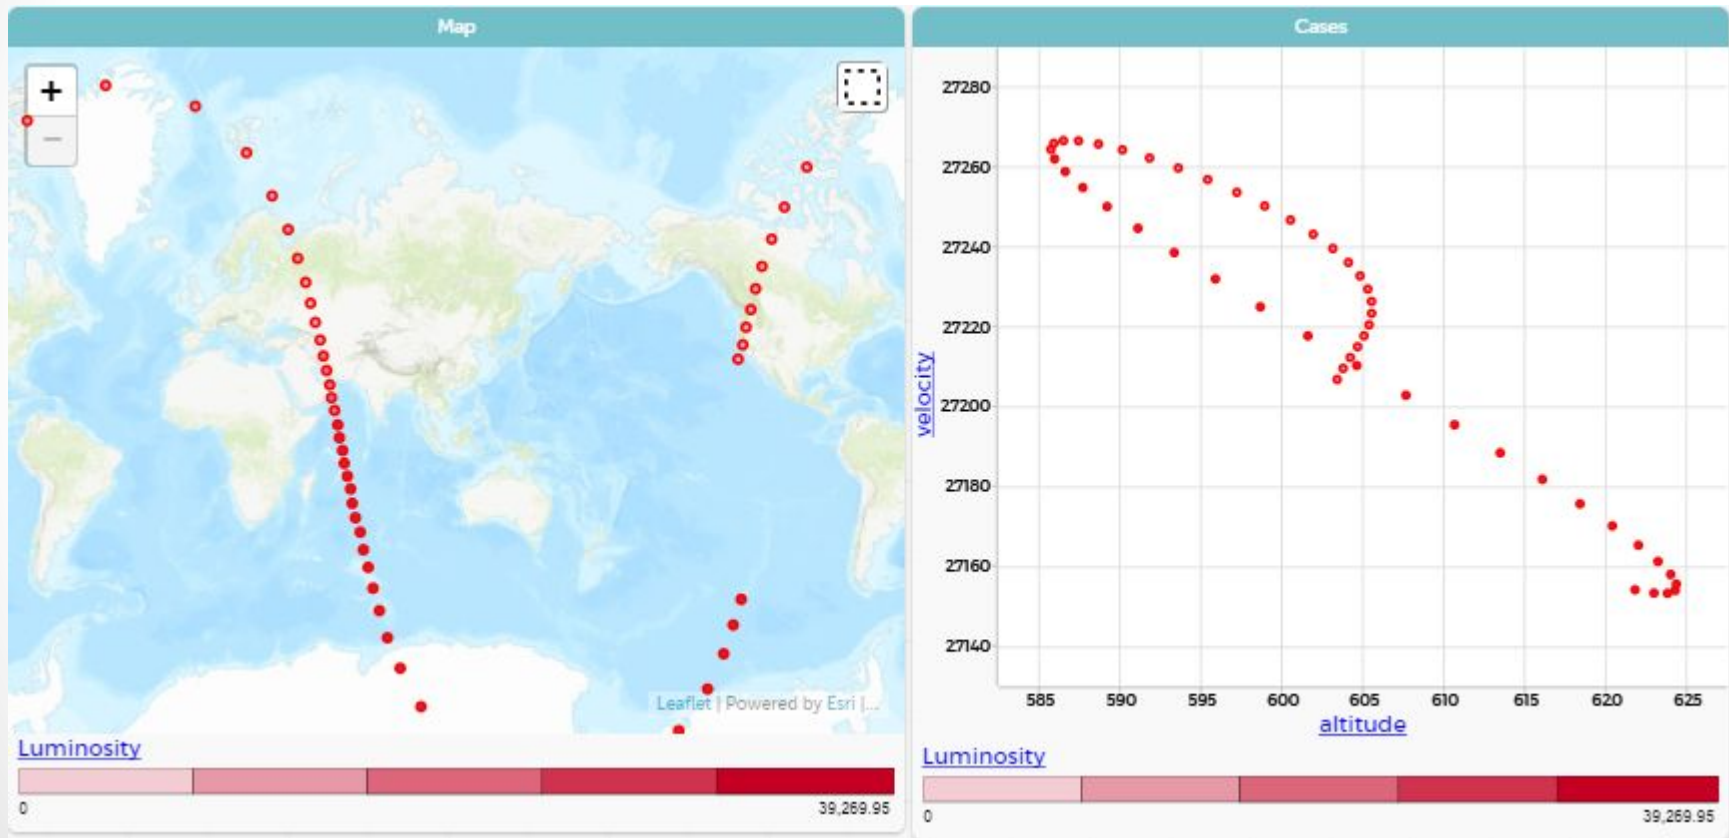 Map
+
−
Leaflet | Powered by Esri |...
Luminosity
0
39,269.95
Cases
27280
27260
27240
27220
27200
27180
27160
27140
velocity
585 590 595 600 605 610 615 620 625
altitude
Luminosity
0
39,269.95